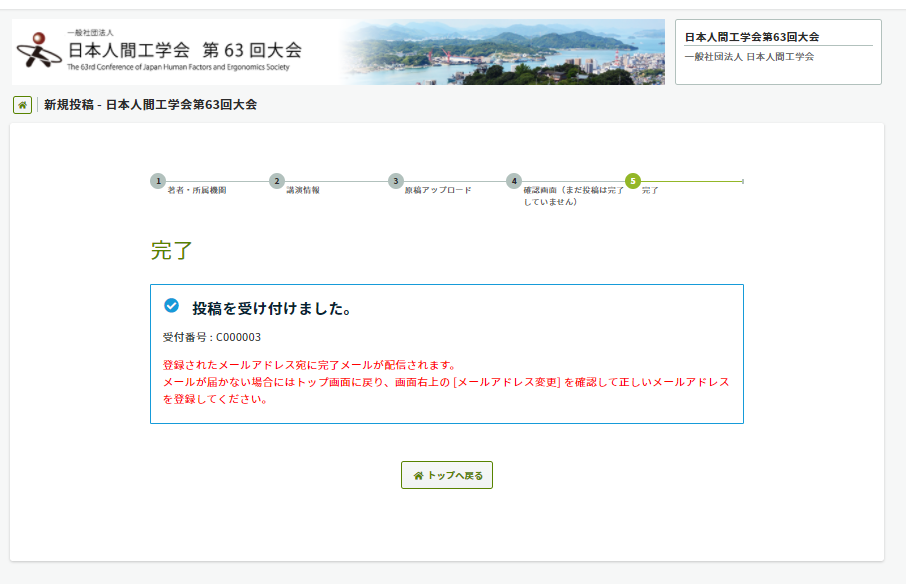 一般社団法人
日本人間工学会 第 63 回大会
The 63rd Conference of Japan Human Factors and Ergonomics Society
日本人間工学会第63回大会
一般社団法人 日本人間工学会
新規投稿 - 日本人間工学会第63回大会
1
著者・所属機関
2
講演情報
3
原稿アップロード
4
確認画面（まだ投稿は完了
していません）
5
完了
完了
投稿を受け付けました。
受付番号 : C000003
登録されたメールアドレス宛に完了メールが配信されます。
メールが届かない場合にはトップ画面に戻り、画面右上の [メールアドレス変更] を確認して正しいメールアドレス
を登録してください。
トップへ戻る